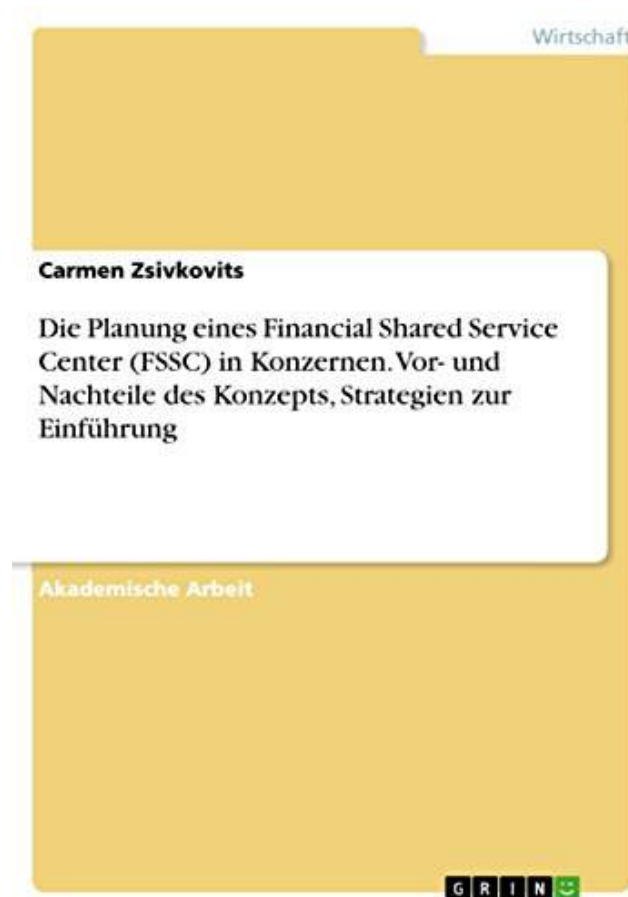 Wirtschaft
Carmen Zsivkovits
Die Planung eines Financial Shared Service
Center (FSSC) in Konzernen. Vor- und
Nachteile des Konzepts, Strategien zur
Einführung
Akademische Arbeit
GRIN